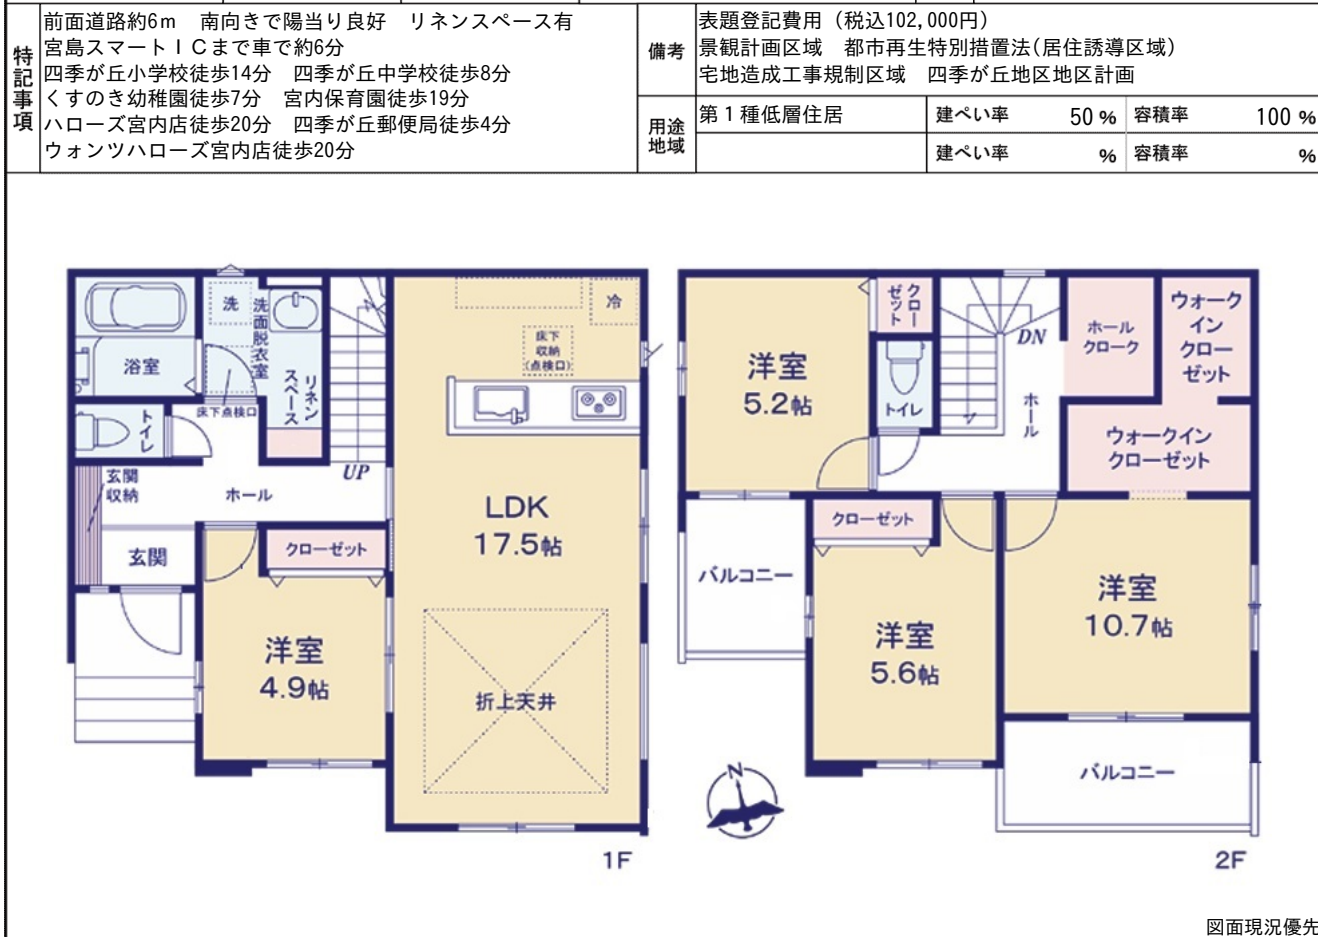 特記事項
前面道路約6m　南向きで陽当り良好　リネンスペース有
宮島スマートＩＣまで車で約6分
四季が丘小学校徒歩14分　四季が丘中学校徒歩8分
くすのき幼稚園徒歩7分　宮内保育園徒歩19分
ハローズ宮内店徒歩20分　四季が丘郵便局徒歩4分
ウォンツハローズ宮内店徒歩20分
備考
表題登記費用（税込102,000円）
景観計画区域　都市再生特別措置法(居住誘導区域)
宅地造成工事規制区域　四季が丘地区地区計画
用途
地域
第１種低層住居
建ぺい率 50 % 容積率 100 %
建ぺい率 % 容積率 %
洗
洗面脱衣室
浴室
リネン
スペース
床下点検口
トイレ
玄関
収納
ホール
UP
玄関
クローゼット
洋室
4.9帖
冷
床下
収納
(点検口)
LDK
17.5帖
折上天井
1F
洋室
5.2帖
クロー
ゼット
トイレ
DN
ホール
ホール
クローク
ウォーク
イン
クロー
ゼット
ウォークイン
クローゼット
バルコニー
クローゼット
洋室
5.6帖
洋室
10.7帖
バルコニー
N
2F
図面現況優先